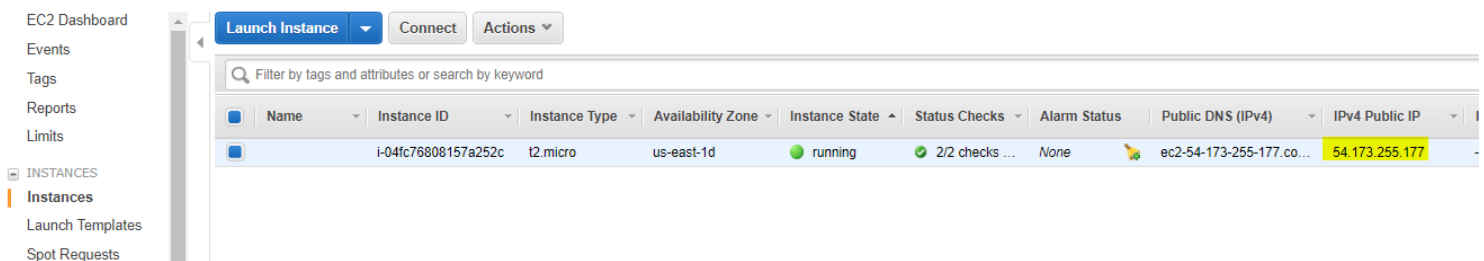 EC2 Dashboard
Events
Tags
Reports
Limits
INSTANCES
Instances
Launch Templates
Spot Requests
Launch Instance Connect Actions
Filter by tags and attributes or search by keyword
Name Instance ID Instance Type Availability Zone Instance State Status Checks Alarm Status Public DNS (IPv4) IPv4 Public IP
i-04fc76808157a252c t2.micro us-east-1d running 2/2 checks ... None ec2-54-173-255-177.co... 54.173.255.177 -